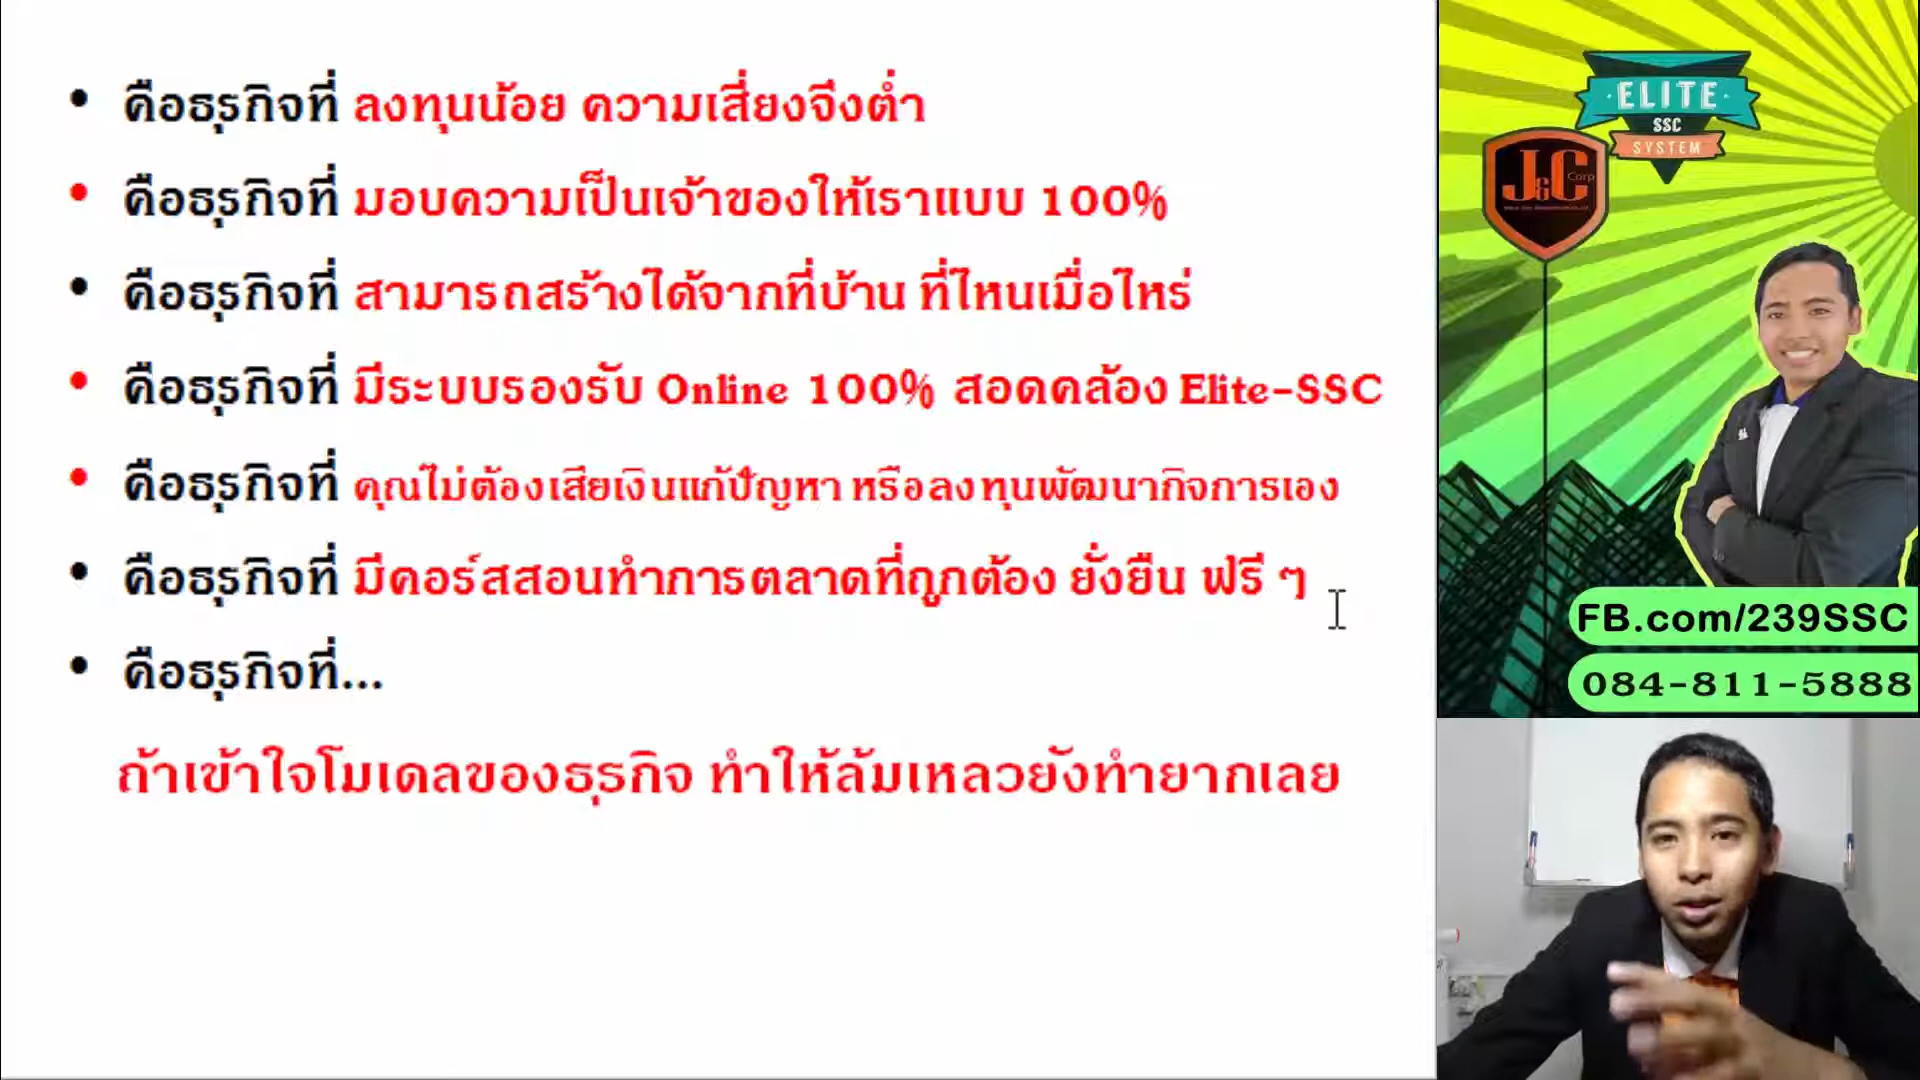 คือธุรกิจที่ ลงทุนน้อย ความเสี่ยงจึงต่ำ
คือธุรกิจที่ มอบความเป็นเจ้าของให้เราแบบ 100%
คือธุรกิจที่ สามารถสร้างได้จากที่บ้าน ที่ไหนเมื่อไหร่
คือธุรกิจที่ มีระบบรองรับ Online 100% สอดคล้อง Elite-SSC
คือธุรกิจที่ คุณไม่ต้องเสียเงินแก้ปัญหา หรือลงทุนพัฒนากิจการเอง
คือธุรกิจที่ มีคอร์สสอนทำการตลาดที่ถูกต้อง ยั่งยืน ฟรี ๆ
คือธุรกิจที่...
ถ้าเข้าใจโมเดลของธุรกิจ ทำให้ล้มเหลวยังทำยากเลย
ELITE
SSC
SYSTEM
J&C
Corp
FB.com/239SSC
084-811-5888